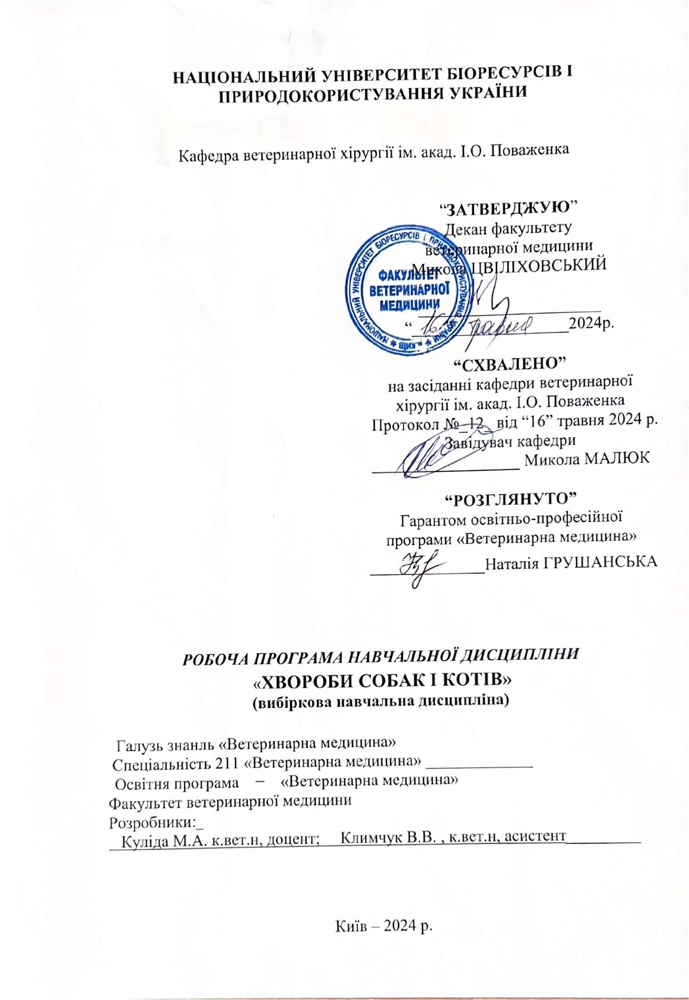 НАЦІОНАЛЬНИЙ УНІВЕРСИТЕТ БІОРЕСУРСІВ І
ПРИРОДОКОРИСТУВАННЯ УКРАЇНИ
Кафедра ветеринарної хірургії ім. акад. І.О. Поваженка
“ЗАТВЕРДЖУЮ”
Декан факультету
ветеринарної медицини
Микола ЦВІЛІХОВСЬКИЙ
“16” травня 2024р.
НАЦІОНАЛЬНИЙ УНІВЕРСИТЕТ БІОРЕСУРСІВ І ПРИРОДОКОРИСТУВАННЯ УКРАЇНИ * м.КИЇВ *
ФАКУЛЬТЕТ
ВЕТЕРИНАРНОЇ
МЕДИЦИНИ
“СХВАЛЕНО”
на засіданні кафедри ветеринарної
хірургії ім. акад. І.О. Поваженка
Протокол №_12_ від “16” травня 2024 р.
Завідувач кафедри
Микола МАЛЮК
“РОЗГЛЯНУТО”
Гарантом освітньо-професійної
програми «Ветеринарна медицина»
Наталія ГРУШАНСЬКА
РОБОЧА ПРОГРАМА НАВЧАЛЬНОЇ ДИСЦИПЛІНИ
«ХВОРОБИ СОБАК І КОТІВ»
(вибіркова навчальна дисципліна)
Галузь знанль «Ветеринарна медицина»
Спеціальність 211 «Ветеринарна медицина» ____________
Освітня програма – «Ветеринарна медицина»
Факультет ветеринарної медицини
Розробники:_
Куліда М.А. к.вет.н, доцент; Климчук В.В. , к.вет.н, асистент
Київ – 2024 р.